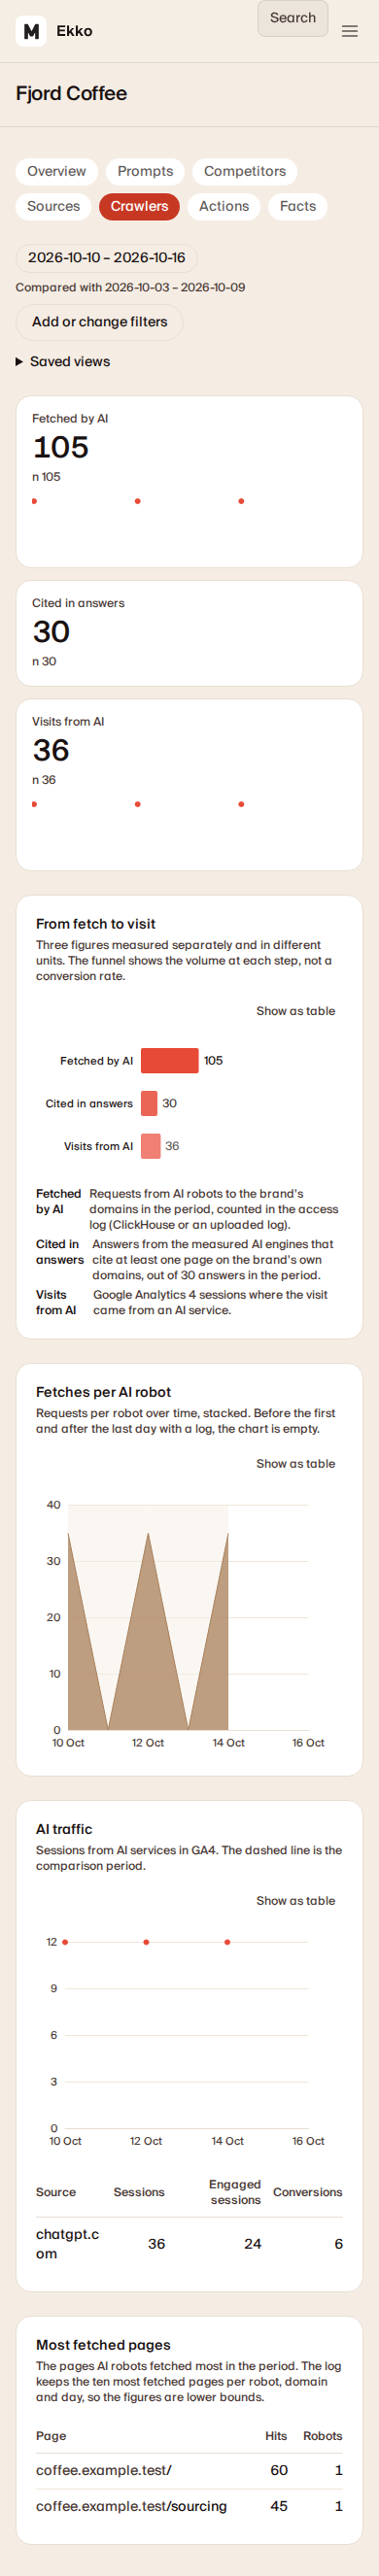 M Ekko
Search
Fjord Coffee
Overview Prompts Competitors
Sources Crawlers Actions Facts
2026-10-10 – 2026-10-16
Compared with 2026-10-03 – 2026-10-09
Add or change filters
Saved views
Fetched by AI
105
n 105
Cited in answers
30
n 30
Visits from AI
36
n 36
From fetch to visit
Three figures measured separately and in different
units. The funnel shows the volume at each step, not a
conversion rate.
Show as table
Fetched by AI 105
Cited in answers 30
Visits from AI 36
Fetched by AI
Requests from AI robots to the brand's
domains in the period, counted in the access
log (ClickHouse or an uploaded log).
Cited in answers
Answers from the measured AI engines that
cite at least one page on the brand's own
domains, out of 30 answers in the period.
Visits from AI
Google Analytics 4 sessions where the visit
came from an AI service.
Fetches per AI robot
Requests per robot over time, stacked. Before the first
and after the last day with a log, the chart is empty.
Show as table
40
30
20
10
0
10 Oct 12 Oct 14 Oct 16 Oct
AI traffic
Sessions from AI services in GA4. The dashed line is the
comparison period.
Show as table
12
9
6
3
0
10 Oct 12 Oct 14 Oct 16 Oct
Source Sessions Engaged sessions Conversions
chatgpt.com 36 24 6
Most fetched pages
The pages AI robots fetched most in the period. The log
keeps the ten most fetched pages per robot, domain
and day, so the figures are lower bounds.
Page Hits Robots
coffee.example.test/ 60 1
coffee.example.test/sourcing 45 1